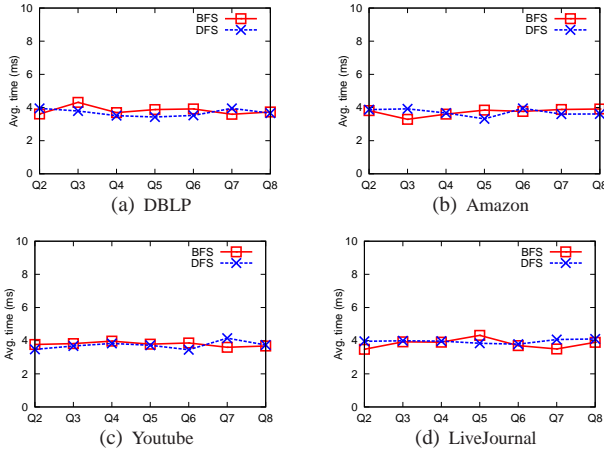 10
8
6
4
2
0
Avg. time (ms)
BFS
DFS
Q2 Q3 Q4 Q5 Q6 Q7 Q8
(a) DBLP
10
8
6
4
2
0
Avg. time (ms)
BFS
DFS
Q2 Q3 Q4 Q5 Q6 Q7 Q8
(b) Amazon
10
8
6
4
2
0
Avg. time (ms)
BFS
DFS
Q2 Q3 Q4 Q5 Q6 Q7 Q8
(c) Youtube
10
8
6
4
2
0
Avg. time (ms)
BFS
DFS
Q2 Q3 Q4 Q5 Q6 Q7 Q8
(d) LiveJournal